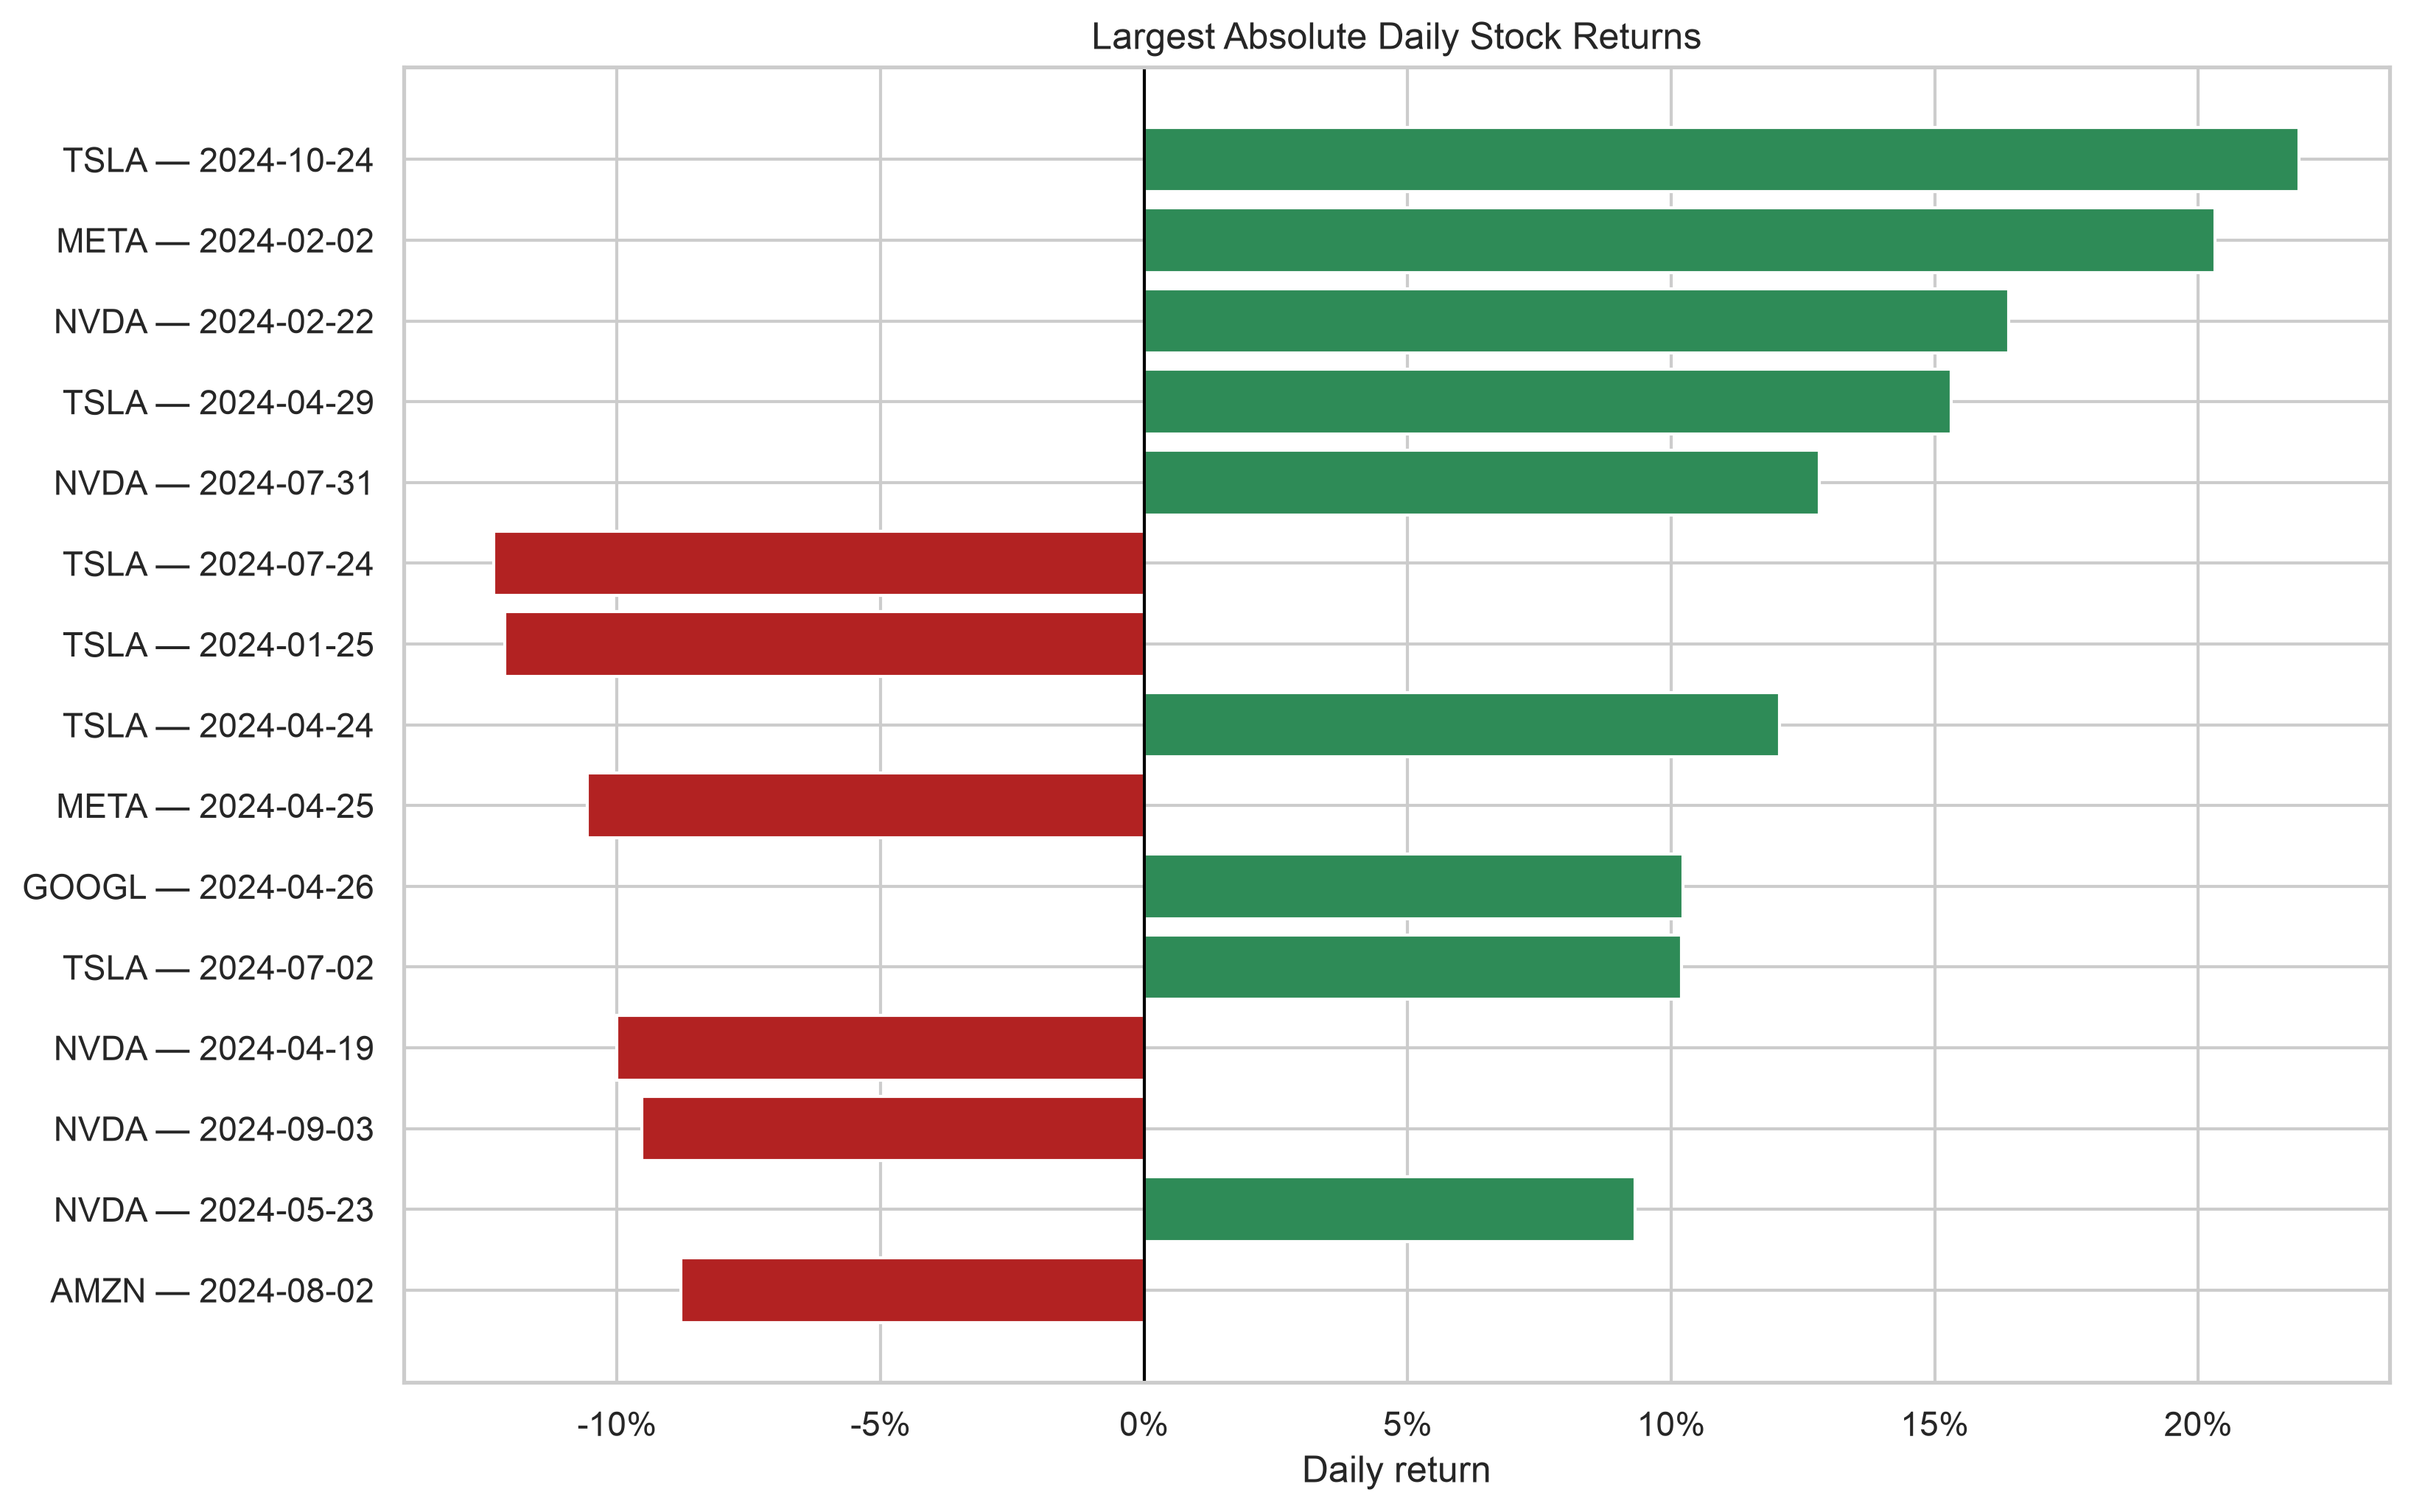 Largest Absolute Daily Stock Returns
TSLA — 2024-10-24
META — 2024-02-02
NVDA — 2024-02-22
TSLA — 2024-04-29
NVDA — 2024-07-31
TSLA — 2024-07-24
TSLA — 2024-01-25
TSLA — 2024-04-24
META — 2024-04-25
GOOGL — 2024-04-26
TSLA — 2024-07-02
NVDA — 2024-04-19
NVDA — 2024-09-03
NVDA — 2024-05-23
AMZN — 2024-08-02
-10% -5% 0% 5% 10% 15% 20%
Daily return